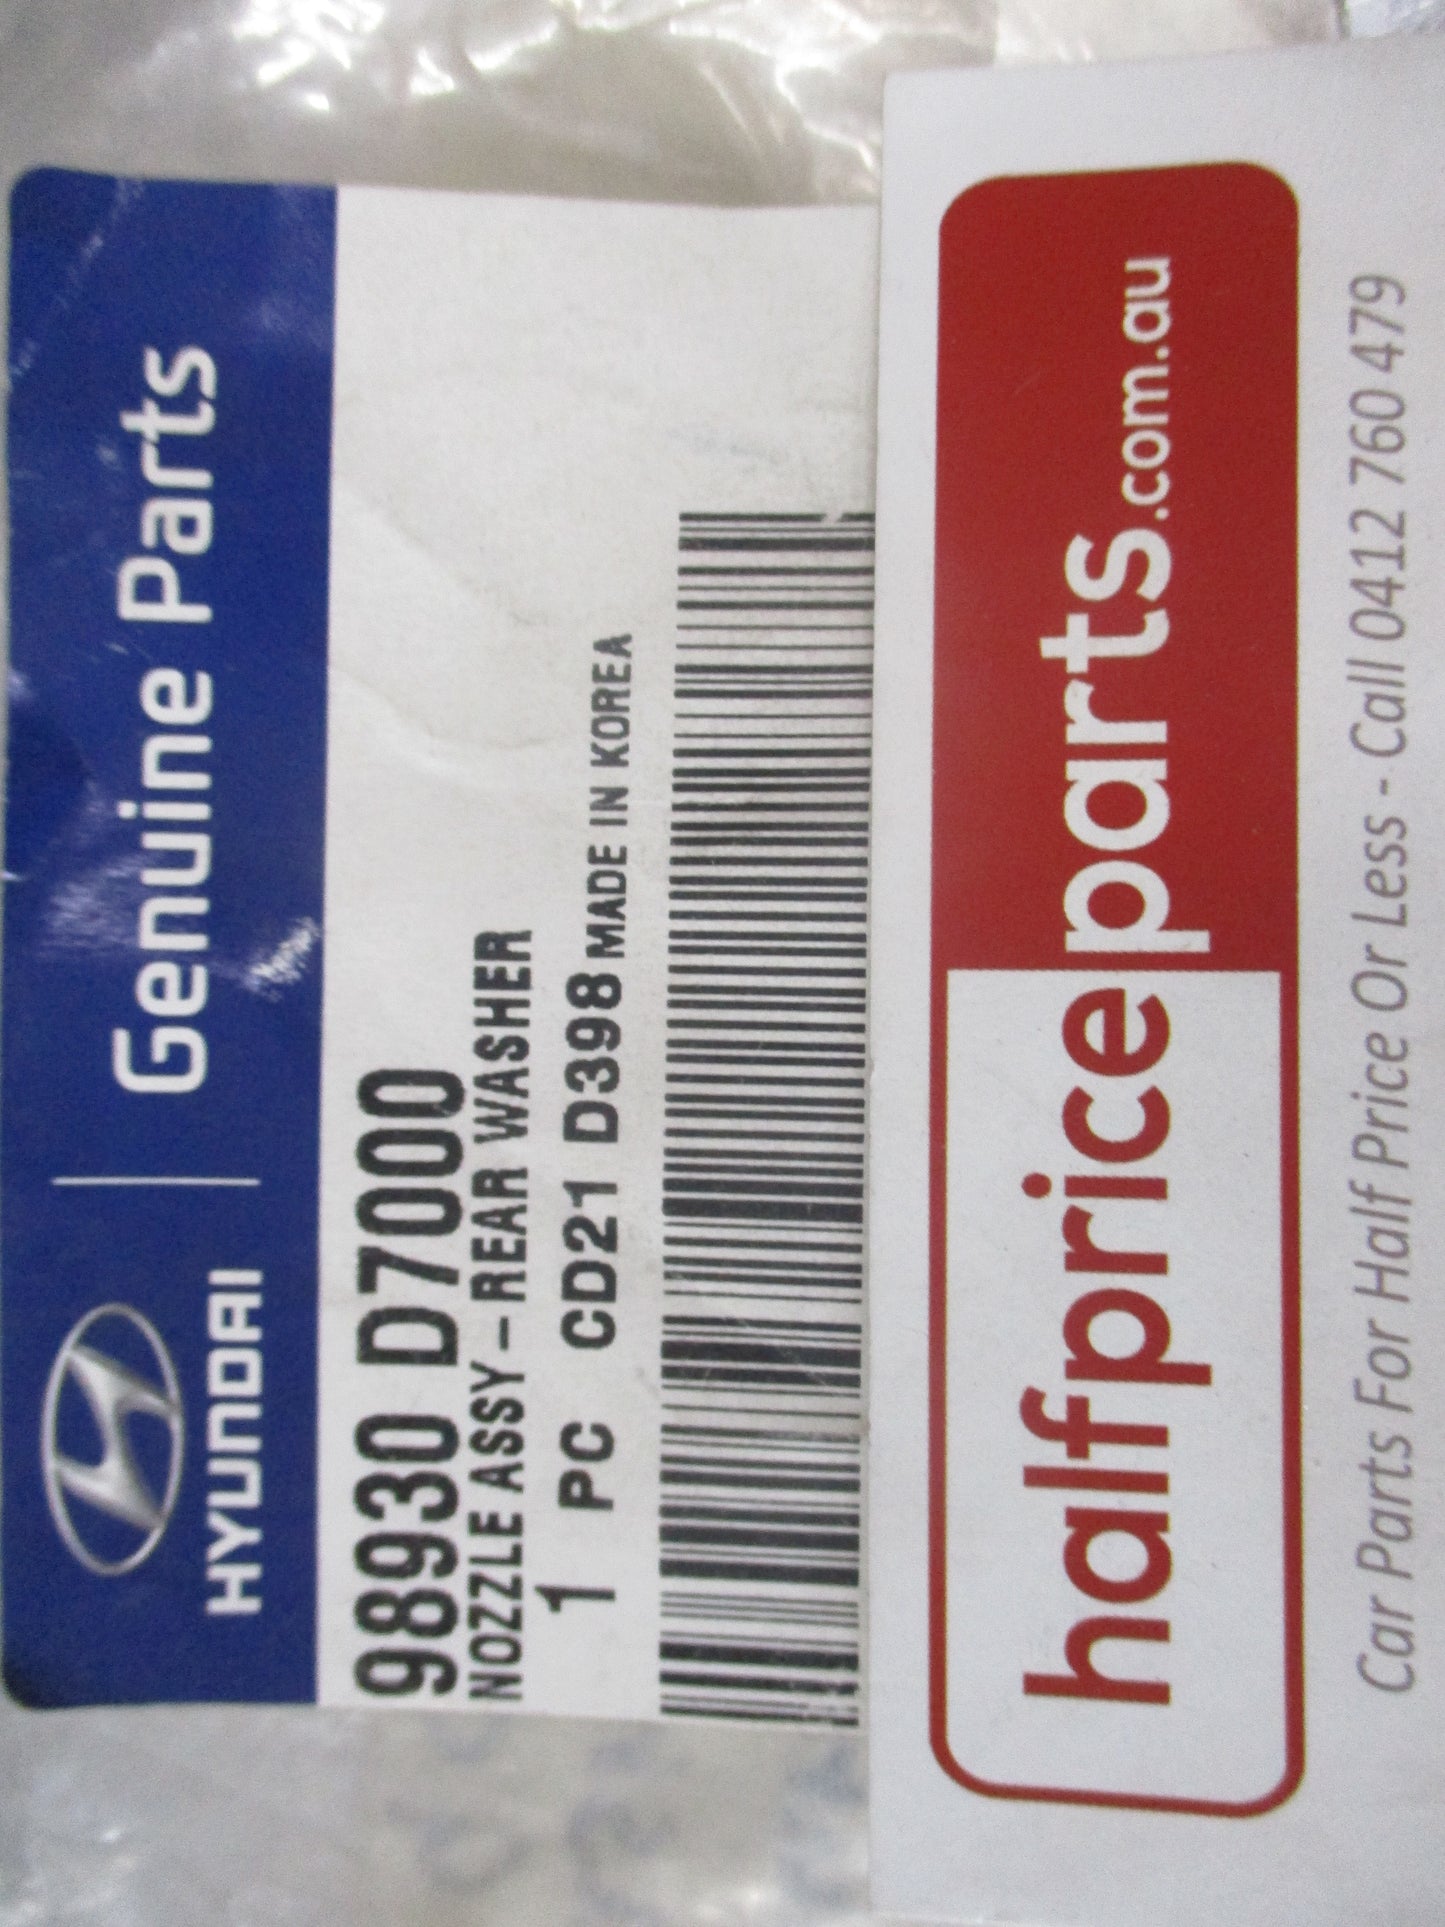 HYUNDAI
Genuine Parts
98930 D7000
NOZZLE ASSY-REAR WASHER
1 PC CD21 D398 MADE IN KOREA
halfpriceparts.com.au
Car Parts For Half Price Or Less - Call 0412 760 479